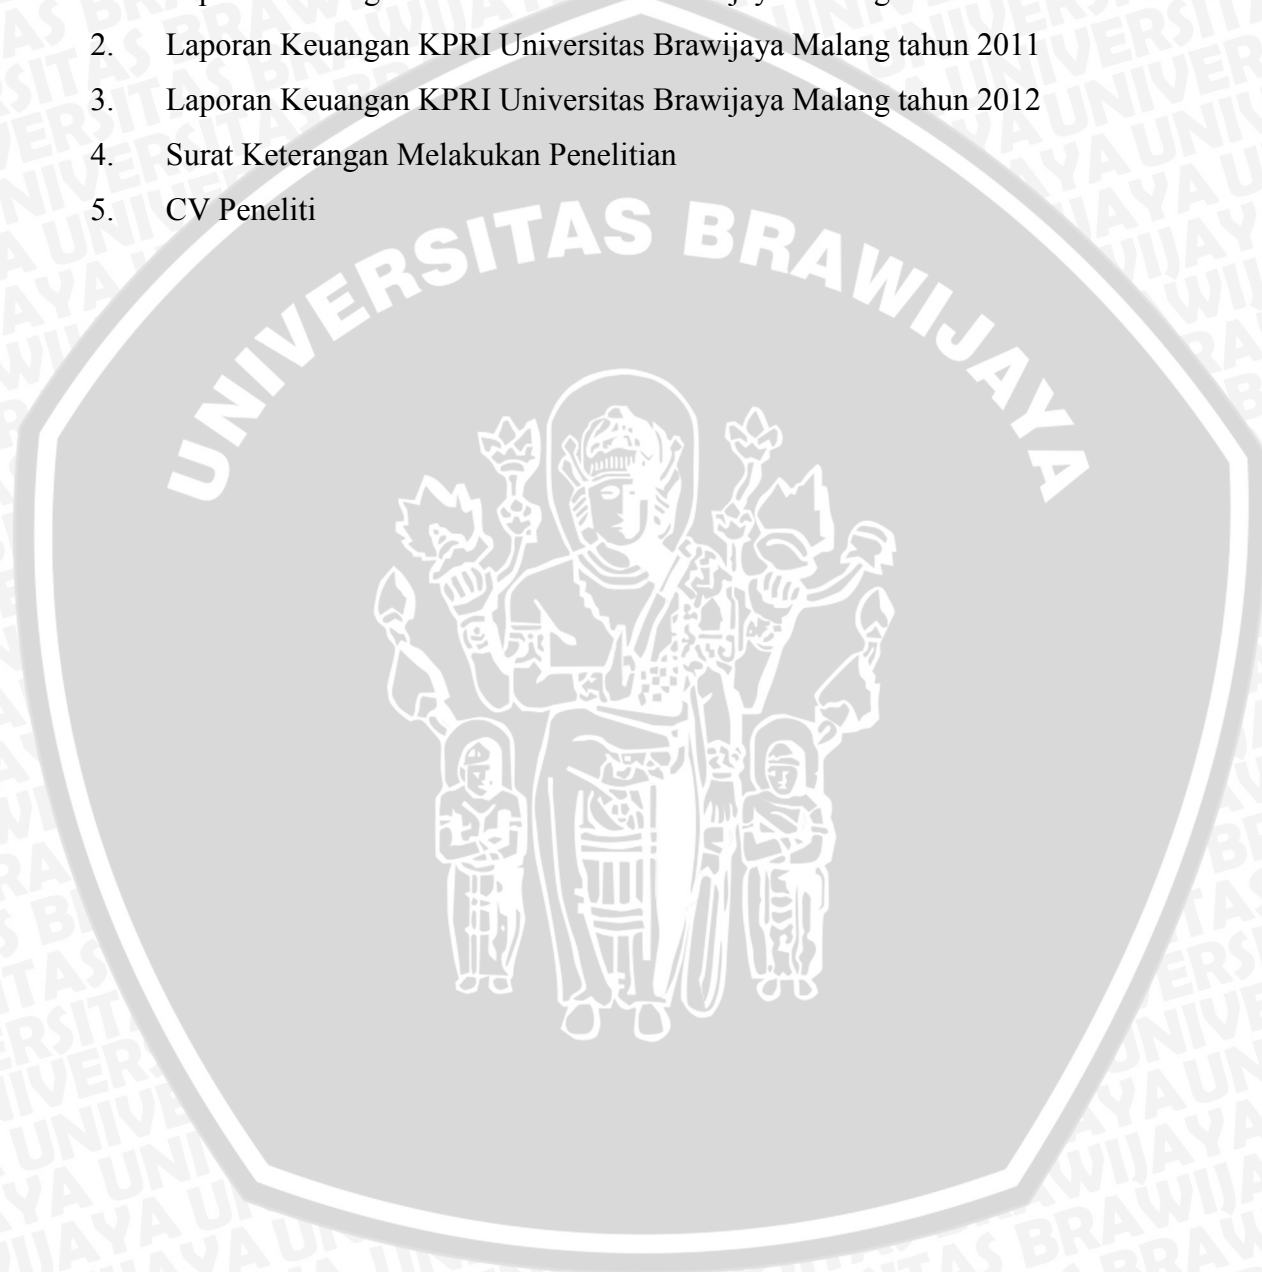 2. Laporan Keuangan KPRI Universitas Brawijaya Malang tahun 2011
3. Laporan Keuangan KPRI Universitas Brawijaya Malang tahun 2012
4. Surat Keterangan Melakukan Penelitian
5. CV Peneliti
UNIVERSITAS BRAWIJAYA